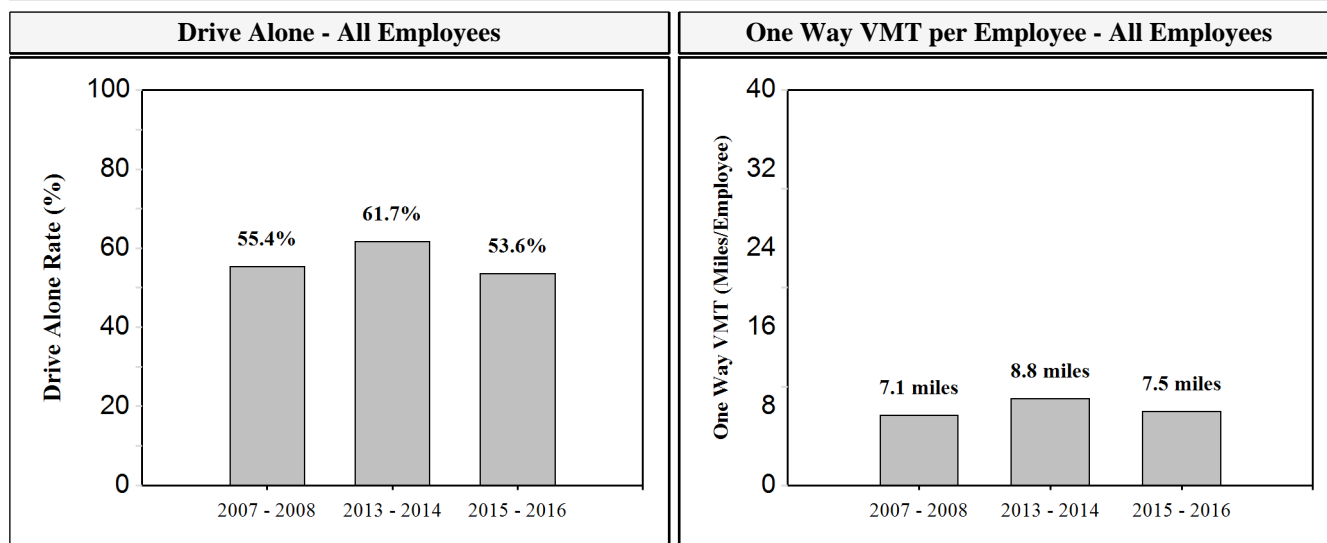 Drive Alone - All Employees
One Way VMT per Employee - All Employees
Drive Alone Rate (%)
100
80
60
40
20
0
55.4%
61.7%
53.6%
2007 - 2008
2013 - 2014
2015 - 2016
One Way VMT (Miles/Employee)
40
32
24
16
8
0
7.1 miles
8.8 miles
7.5 miles
2007 - 2008
2013 - 2014
2015 - 2016